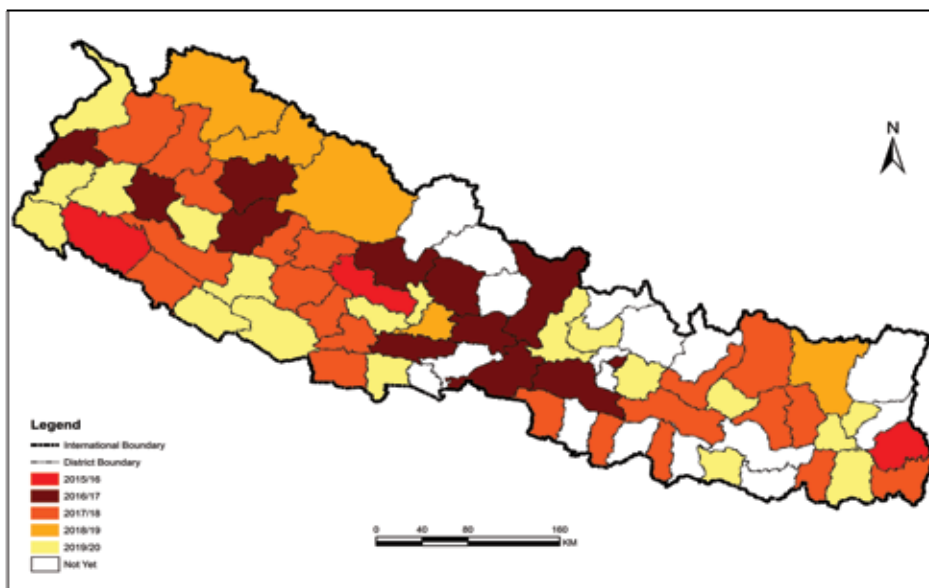 N
Legend
International Boundary
District Boundary
2015/16
2016/17
2017/18
2018/19
2019/20
Not Yet
0 40 80 160
KM